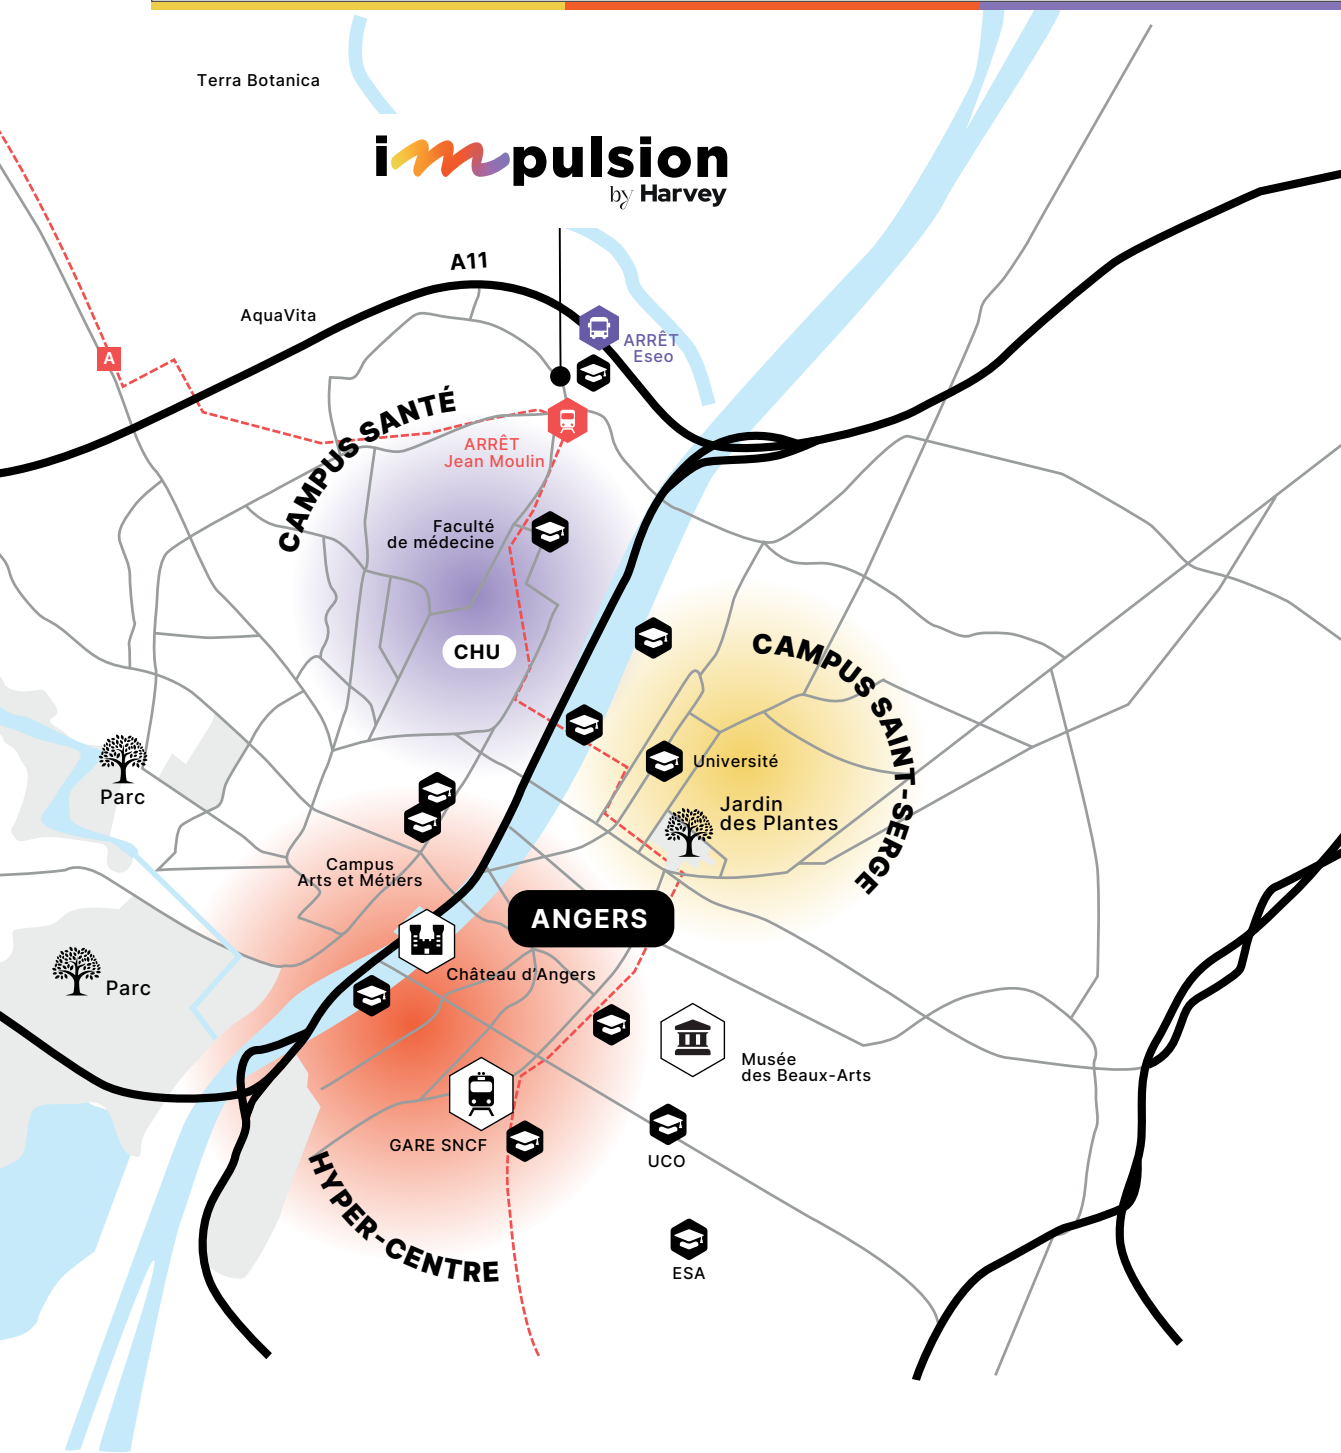 Terra Botanica
impulsion
by Harvey
A11
AquaVita
ARRÊT
Eseo
A
CAMPUS SANTÉ
ARRÊT
Jean Moulin
Faculté
de médecine
CHU
CAMPUS SAINT-SERGE
Université
Parc
Jardin
des Plantes
Campus
Arts et Métiers
ANGERS
Château d'Angers
Parc
Musée
des Beaux-Arts
GARE SNCF
UCO
HYPER-CENTRE
ESA